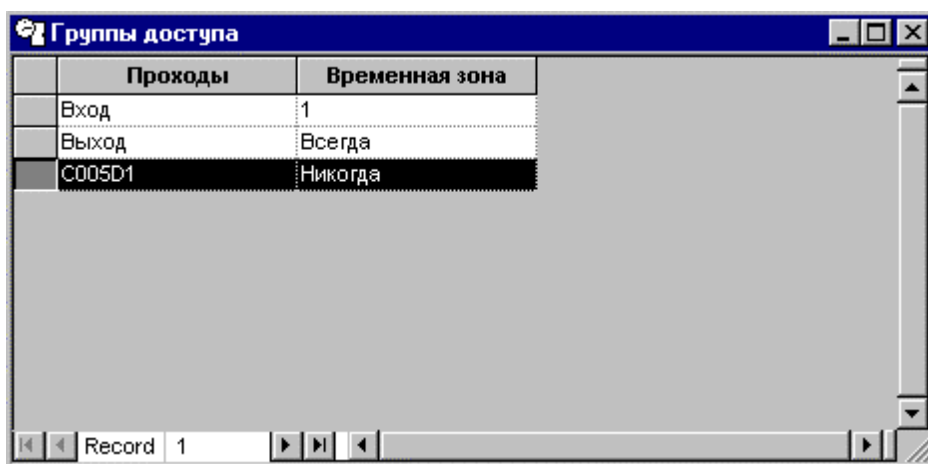 Группы доступа
Проходы Временная зона
Вход 1
Выход Всегда
C005D1 Никогда
Record 1